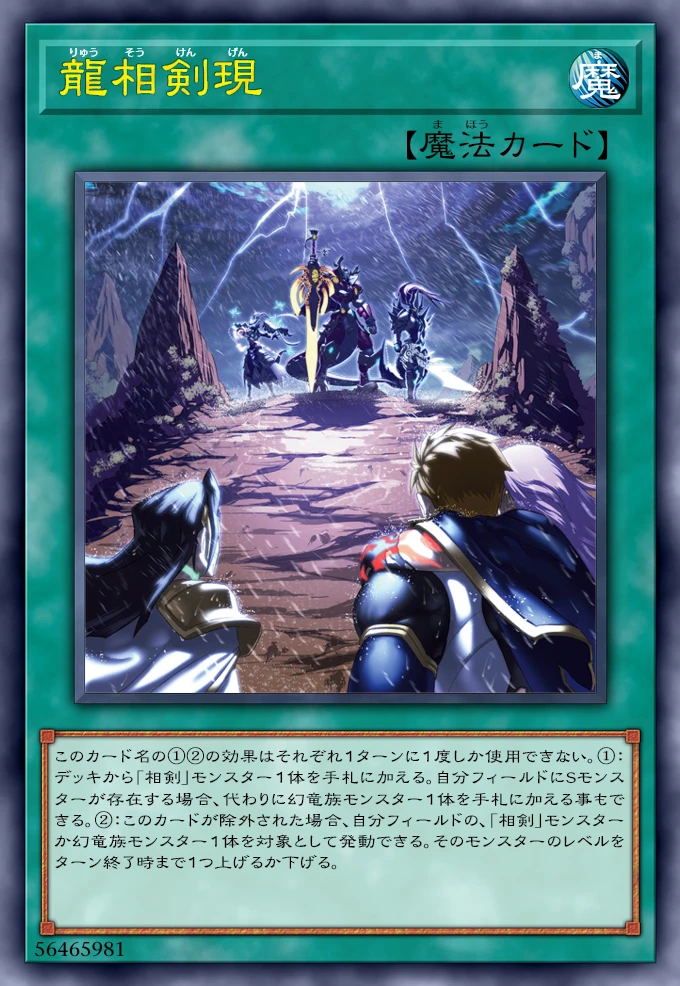 りゅう そう けん げん
龍相剣現
ま
魔
ま ほう
【魔法カード】
このカード名の①②の効果はそれぞれ1ターンに1度しか使用できない。①:
デッキから「相剣」モンスター1体を手札に加える。自分フィールドにSモンス
ターが存在する場合、代わりに幻竜族モンスター1体を手札に加える事もで
きる。②:このカードが除外された場合、自分フィールドの、「相剣」モンスター
か幻竜族モンスター1体を対象として発動できる。そのモンスターのレベルを
ターン終了時まで1つ上げるか下げる。
56465981